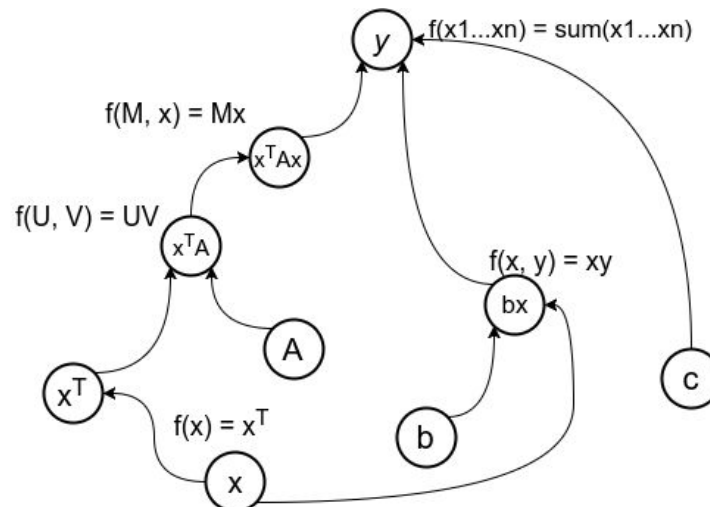 y
f(x1...xn) = sum(x1...xn)
f(M, x) = Mx
xᵀAx
f(U, V) = UV
xᵀA
f(x, y) = xy
bx
A
xᵀ
c
f(x) = xᵀ
b
x